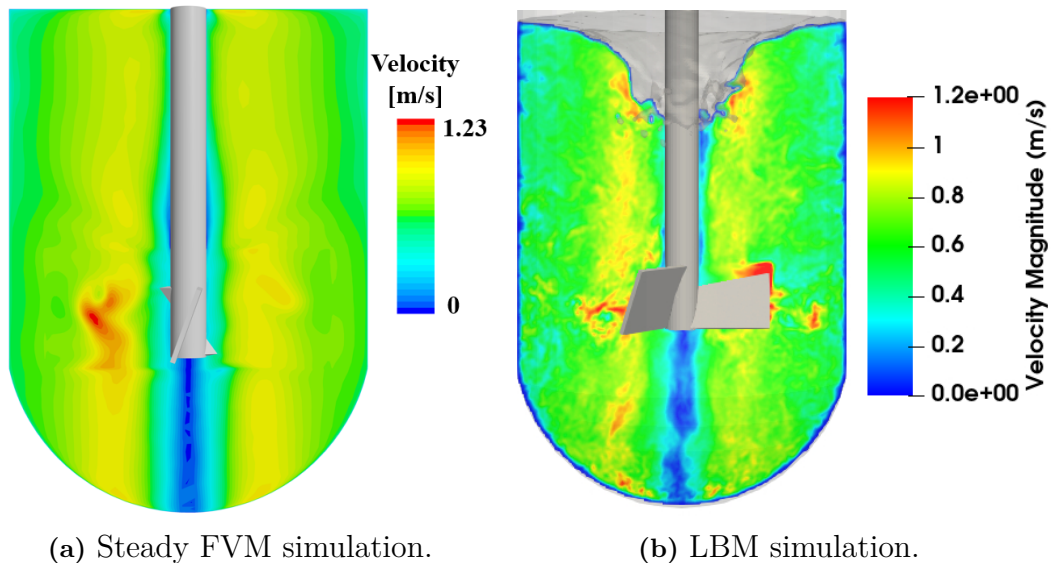 Velocity
[m/s]
1.23
0
1.2e+00
1
0.8
0.6
0.4
0.2
0.0e+00
Velocity Magnitude (m/s)
(a) Steady FVM simulation.
(b) LBM simulation.